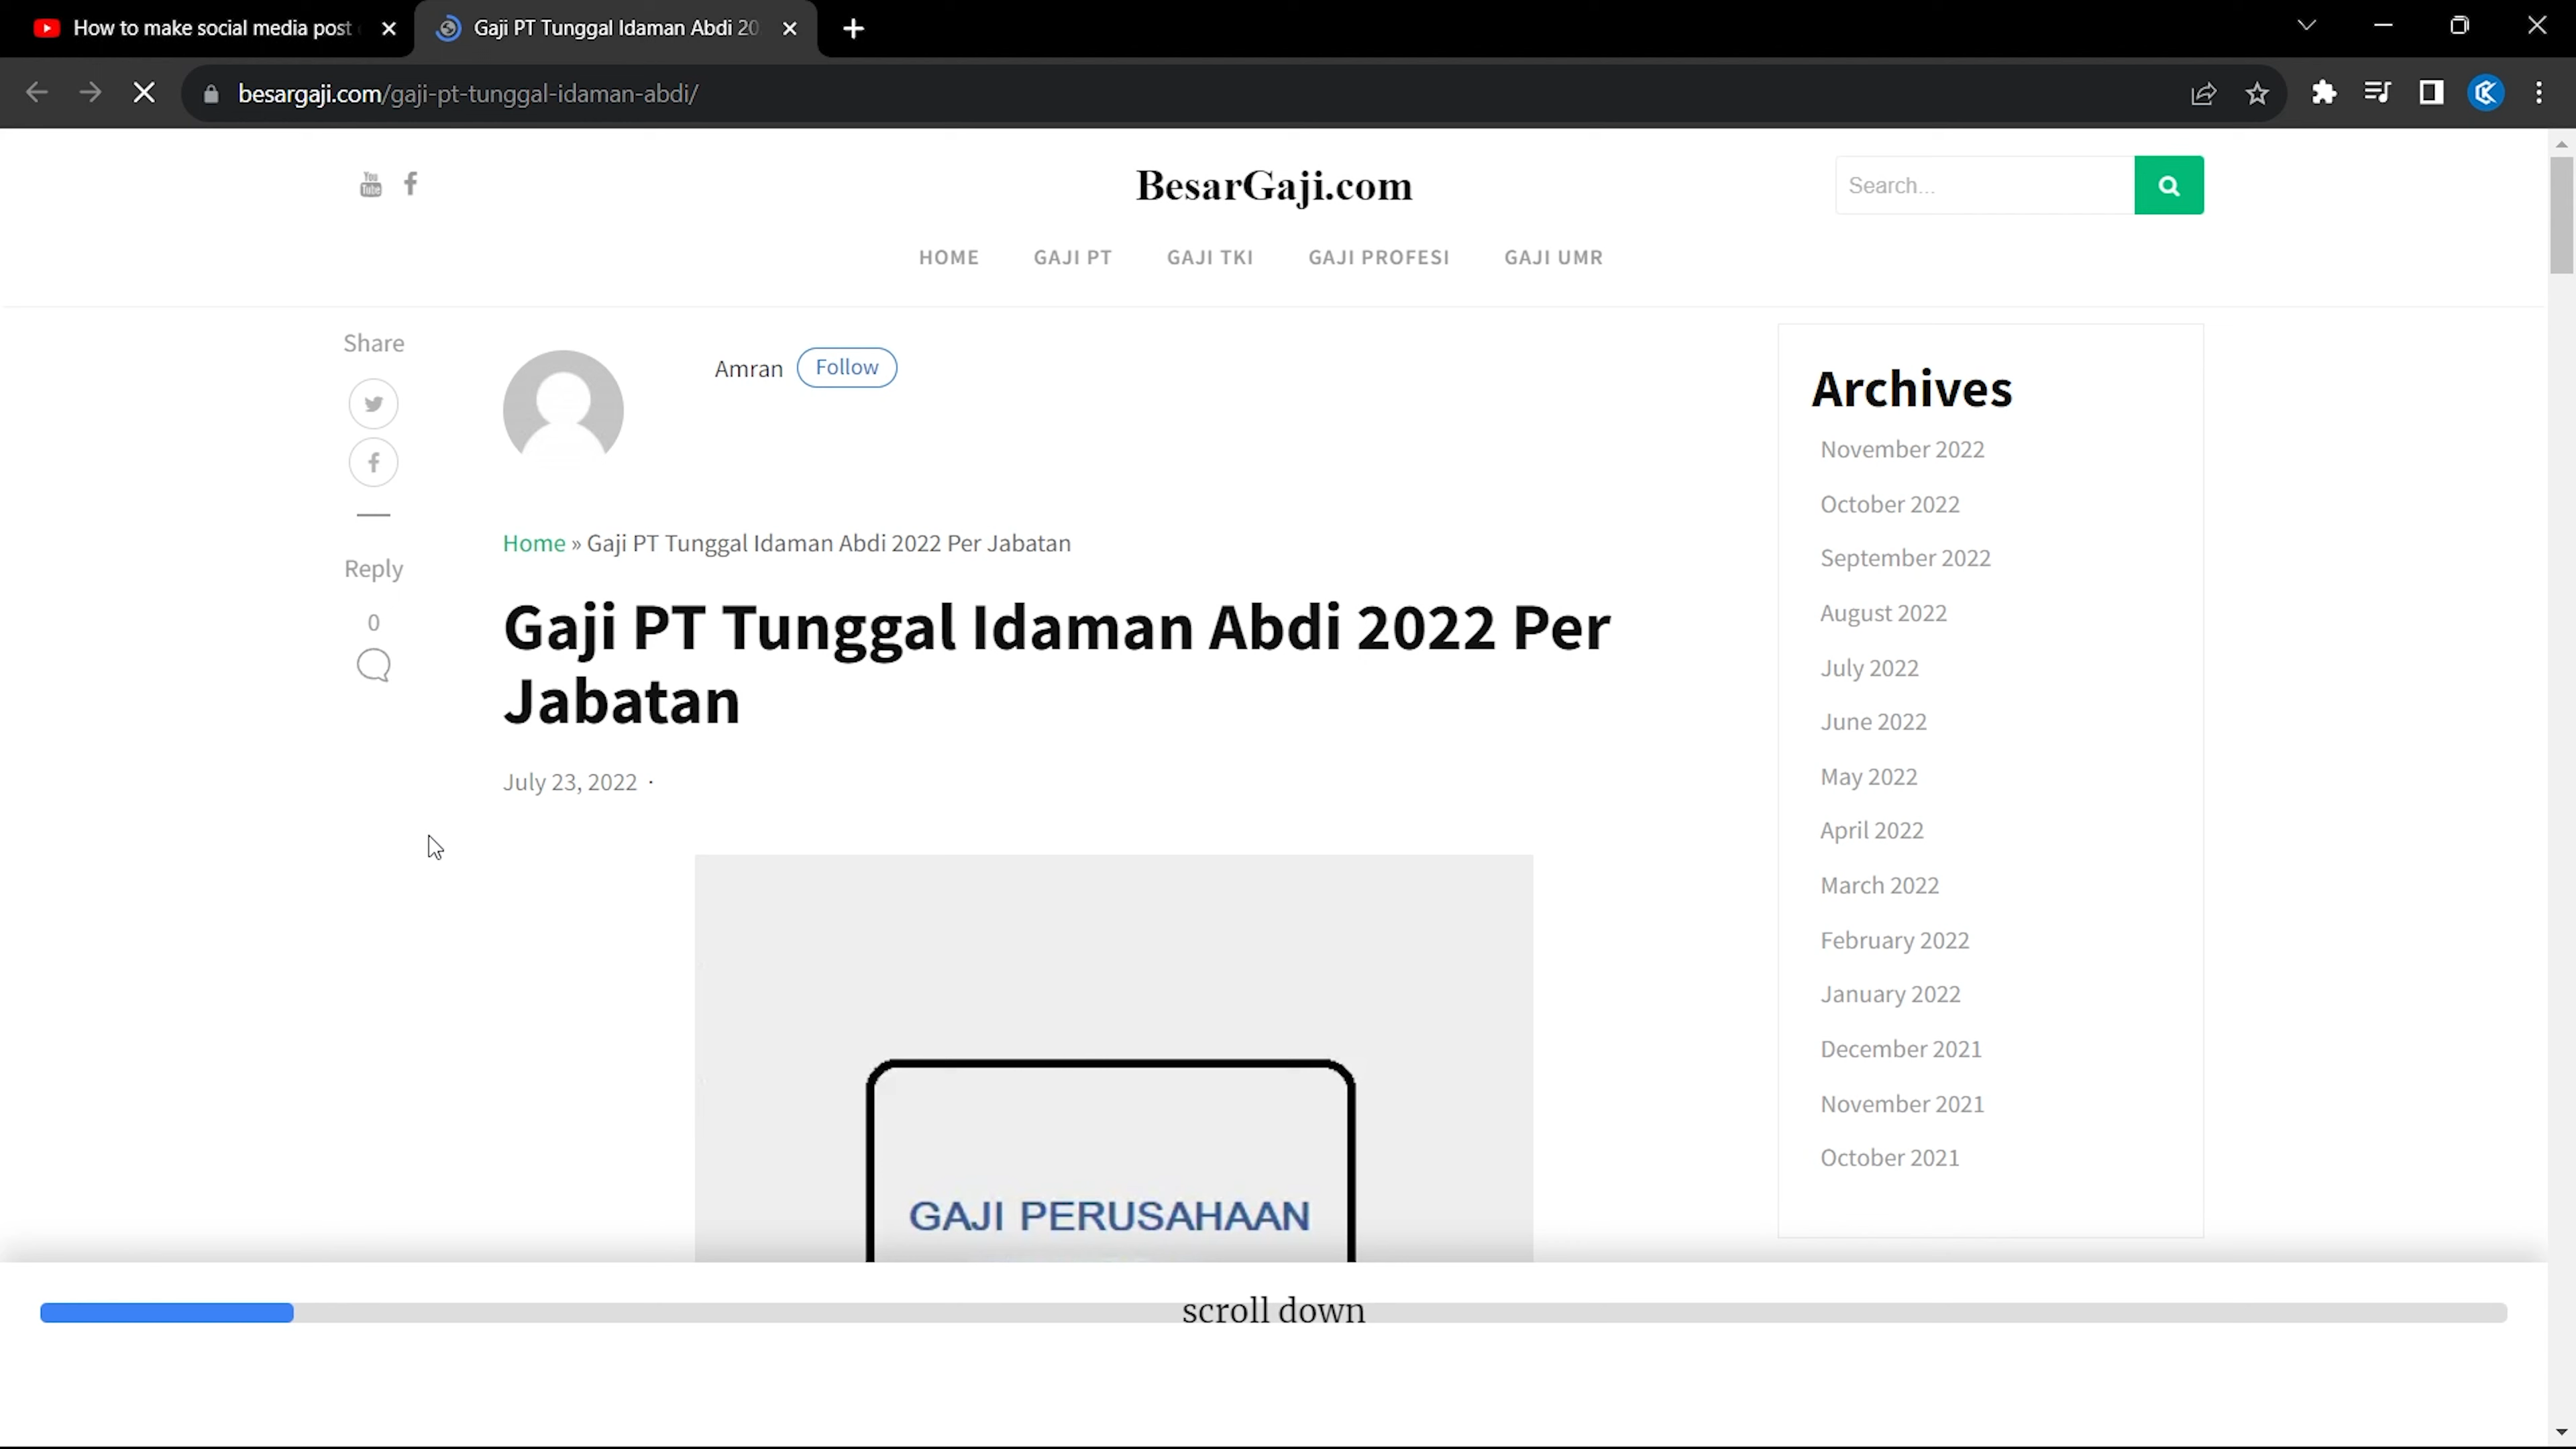 How to make social media post
Gaji PT Tunggal Idaman Abdi 20
besargaji.com/gaji-pt-tunggal-idaman-abdi/
You
Tube
BesarGaji.com
Search...
HOME
GAJI PT
GAJI TKI
GAJI PROFESI
GAJI UMR
Share
Amran
Follow
Reply
0
Home » Gaji PT Tunggal Idaman Abdi 2022 Per Jabatan
Gaji PT Tunggal Idaman Abdi 2022 Per
Jabatan
July 23, 2022 ·
GAJI PERUSAHAAN
Archives
November 2022
October 2022
September 2022
August 2022
July 2022
June 2022
May 2022
April 2022
March 2022
February 2022
January 2022
December 2021
November 2021
October 2021
scroll down